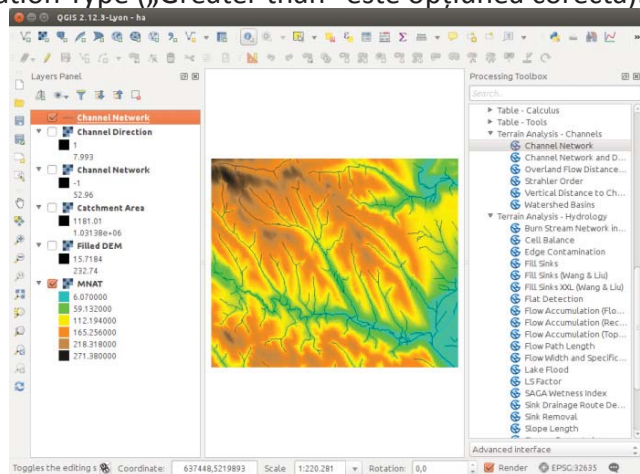 QGIS 2.12.3-Lyon - ha
Layers Panel
Channel Network
Channel Direction
1
7.993
Channel Network
-1
52.96
Catchment Area
1181.01
1.03138e+06
Filled DEM
15.7184
232.74
MNAT
6.070000
59.132000
112.194000
165.256000
218.318000
271.380000
Processing Toolbox
Search...
Table - Calculus
Table - Tools
Terrain Analysis - Channels
Channel Network
Channel Network and D...
Overland Flow Distance...
Strahler Order
Vertical Distance to Ch...
Watershed Basins
Terrain Analysis - Hydrology
Burn Stream Network in...
Cell Balance
Edge Contamination
Fill Sinks
Fill Sinks (Wang & Liu)
Fill Sinks XXL (Wang & Liu)
Flat Detection
Flow Accumulation (Flo...
Flow Accumulation (Rec...
Flow Accumulation (Top...
Flow Path Length
Flow Width and Specific...
Lake Flood
LS Factor
SAGA Wetness Index
Sink Drainage Route De...
Sink Removal
Slope Length
Advanced interface
Toggles the editing s Coordinate: 637448,5219893 Scale 1:220.281 Rotation: 0,0 Render EPSG:32635